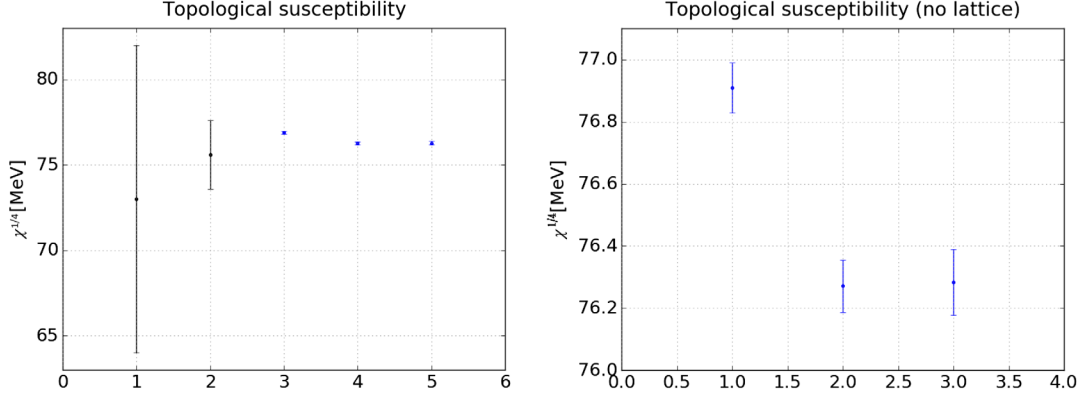 Topological susceptibility
χ^1/4[MeV]
80
75
70
65
0 1 2 3 4 5 6
Topological susceptibility (no lattice)
χ^1/4[MeV]
77.0
76.8
76.6
76.4
76.2
76.0
0.0 0.5 1.0 1.5 2.0 2.5 3.0 3.5 4.0